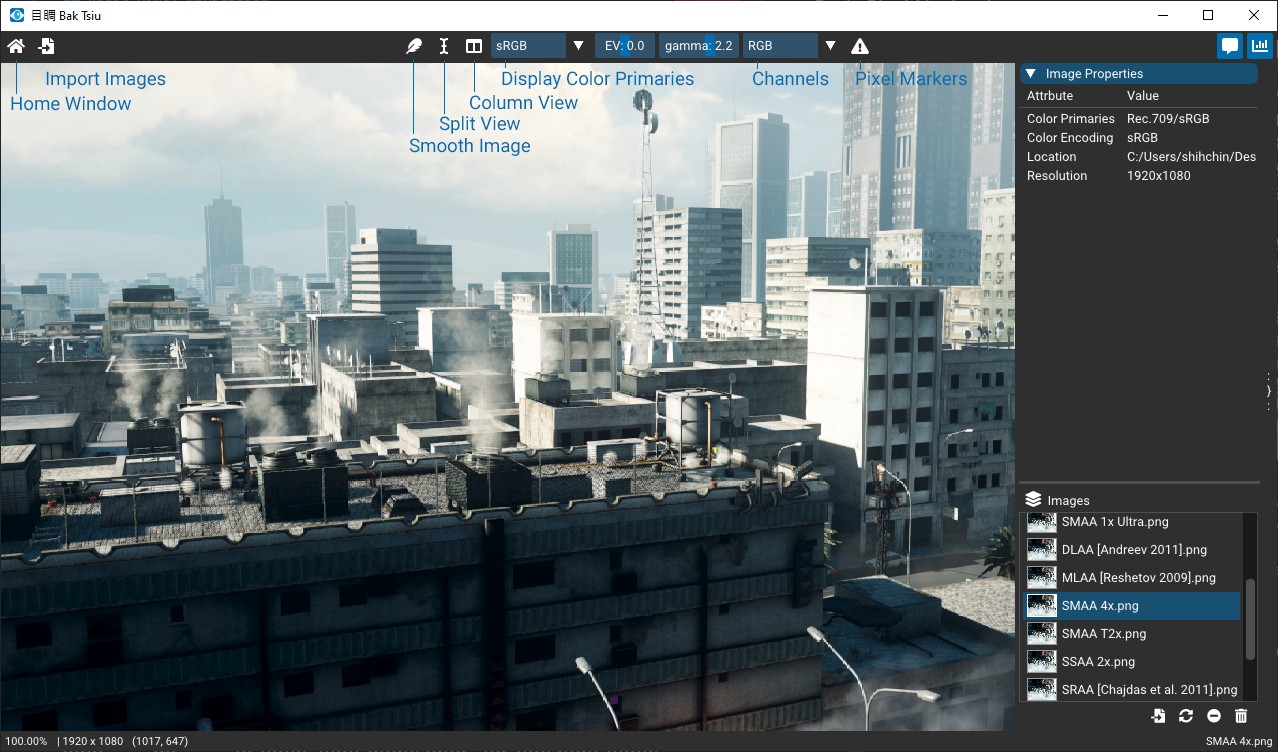 目睭 Bak Tsiu
sRGB
EV: 0.0
gamma: 2.2
RGB
Import Images
Home Window
Display Color Primaries
Column View
Split View
Smooth Image
Channels
Pixel Markers
Image Properties
Attribute Value
Color Primaries Rec.709/sRGB
Color Encoding sRGB
Location C:/Users/shihchin/Des
Resolution 1920x1080
Images
SMAA 1x Ultra.png
DLAA [Andreev 2011].png
MLAA [Reshetov 2009].png
SMAA 4x.png
SMAA T2x.png
SSAA 2x.png
SRAA [Chajdas et al. 2011].png
100.00% | 1920 x 1080 (1017, 647)
SMAA 4x.png